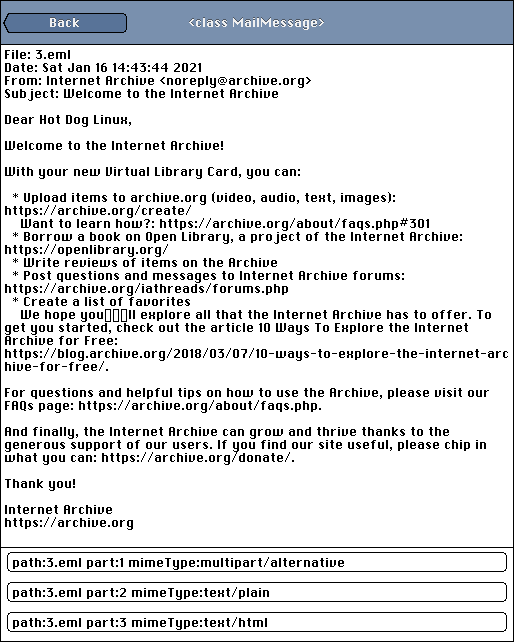 Back
<class MailMessage>
File: 3.eml
Date: Sat Jan 16 14:43:44 2021
From: Internet Archive <noreply@archive.org>
Subject: Welcome to the Internet Archive
Dear Hot Dog Linux,
Welcome to the Internet Archive!
With your new Virtual Library Card, you can:
* Upload items to archive.org (video, audio, text, images):
https://archive.org/create/
Want to learn how?: https://archive.org/about/faqs.php#301
* Borrow a book on Open Library, a project of the Internet Archive:
https://openlibrary.org/
* Write reviews of items on the Archive
* Post questions and messages to Internet Archive forums:
https://archive.org/iathreads/forums.php
* Create a list of favorites
We hope you▯▯▯ll explore all that the Internet Archive has to offer. To
get you started, check out the article 10 Ways To Explore the Internet
Archive for Free:
https://blog.archive.org/2018/03/07/10-ways-to-explore-the-internet-arc
hive-for-free/.
For questions and helpful tips on how to use the Archive, please visit our
FAQs page: https://archive.org/about/faqs.php.
And finally, the Internet Archive can grow and thrive thanks to the
generous support of our users. If you find our site useful, please chip in
what you can: https://archive.org/donate/.
Thank you!
Internet Archive
https://archive.org
path:3.eml part:1 mimeType:multipart/alternative
path:3.eml part:2 mimeType:text/plain
path:3.eml part:3 mimeType:text/html